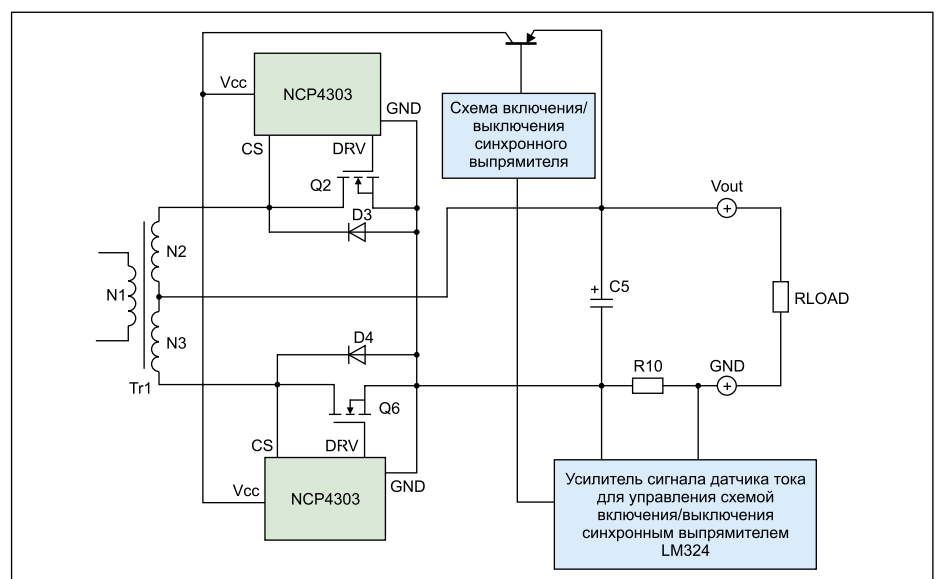 Vcc
NCP4303
GND
CS
DRV
Схема включения/
выключения
синхронного
выпрямителя
Q2
Vout
D3
N2
N1
C5
+
RLOAD
N3
D4
R10
GND
Tr1
Q6
CS
DRV
Vcc
NCP4303
GND
Усилитель сигнала датчика тока
для управления схемой
включения/выключения
синхронным выпрямителем
LM324